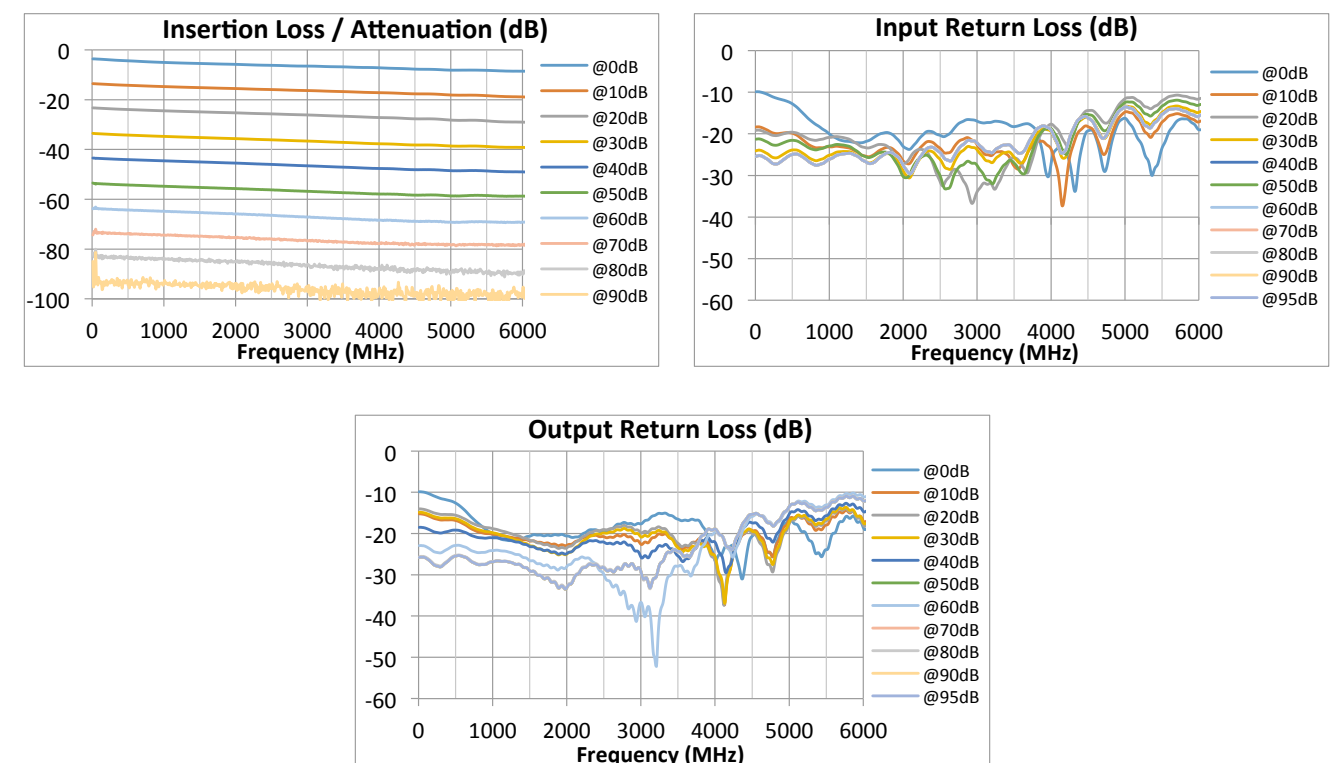 Insertion Loss / Attenuation (dB)
0
-20
-40
-60
-80
-100
0 1000 2000 3000 4000 5000 6000
Frequency (MHz)
@0dB
@10dB
@20dB
@30dB
@40dB
@50dB
@60dB
@70dB
@80dB
@90dB
Input Return Loss (dB)
0
-10
-20
-30
-40
-50
-60
0 1000 2000 3000 4000 5000 6000
Frequency (MHz)
@0dB
@10dB
@20dB
@30dB
@40dB
@50dB
@60dB
@70dB
@80dB
@90dB
@95dB
Output Return Loss (dB)
0
-10
-20
-30
-40
-50
-60
0 1000 2000 3000 4000 5000 6000
Frequency (MHz)
@0dB
@10dB
@20dB
@30dB
@40dB
@50dB
@60dB
@70dB
@80dB
@90dB
@95dB